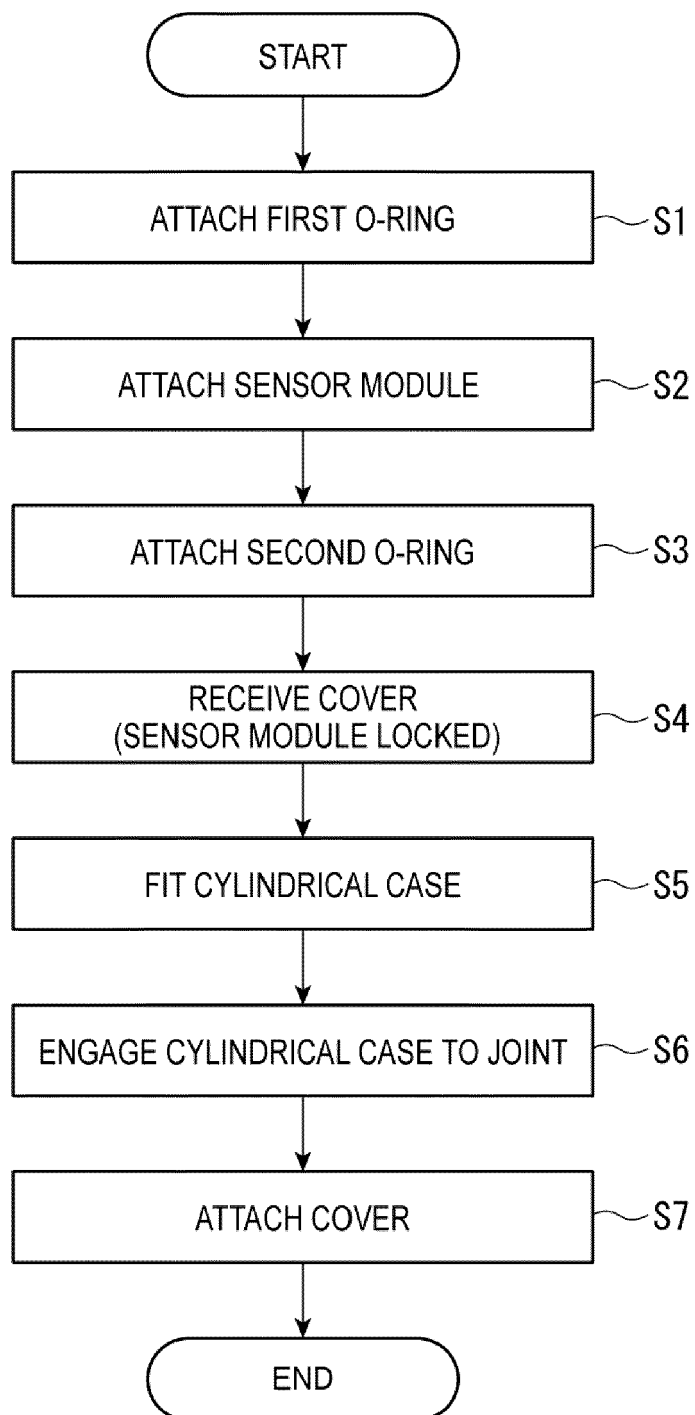 START
ATTACH FIRST O-RING
S1
ATTACH SENSOR MODULE
S2
ATTACH SECOND O-RING
S3
RECEIVE COVER
(SENSOR MODULE LOCKED)
S4
FIT CYLINDRICAL CASE
S5
ENGAGE CYLINDRICAL CASE TO JOINT
S6
ATTACH COVER
S7
END